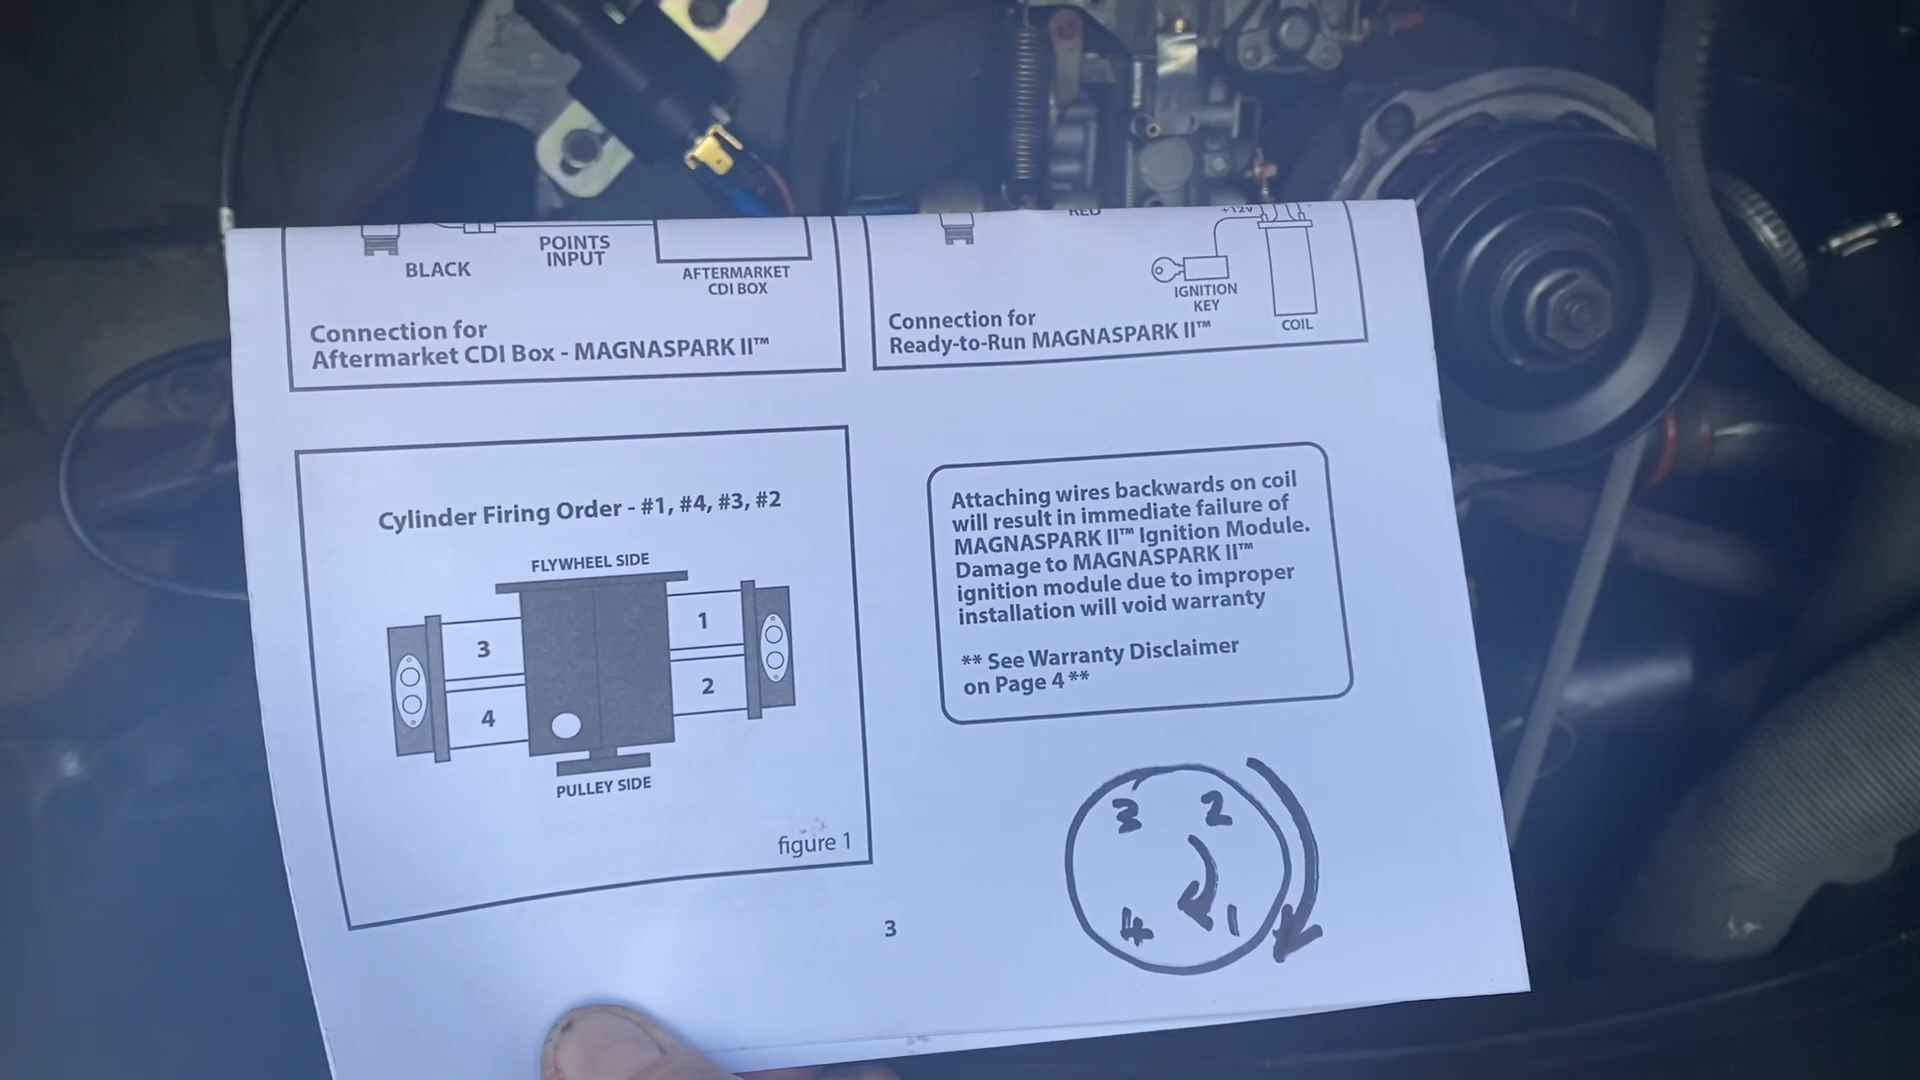 BLACK
POINTS
INPUT
AFTERMARKET
CDI BOX
Connection for
Aftermarket CDI Box - MAGNASPARK II™
RED
+12V
-
IGNITION
KEY
COIL
Connection for
Ready-to-Run MAGNASPARK II™
Cylinder Firing Order - #1, #4, #3, #2
FLYWHEEL SIDE
3
1
4
2
PULLEY SIDE
figure 1
Attaching wires backwards on coil
will result in immediate failure of
MAGNASPARK II™ Ignition Module.
Damage to MAGNASPARK II™
ignition module due to improper
installation will void warranty
** See Warranty Disclaimer
on Page 4 **
3 2
4 1
3